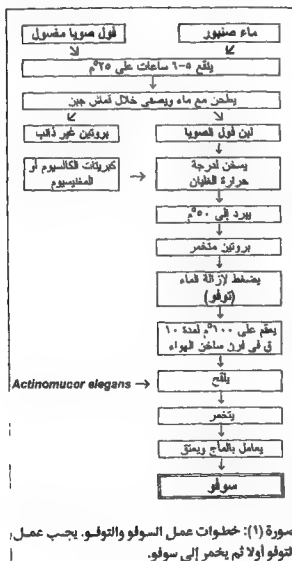 فول صويا مغسول
ماء صنبور
ينقع ٥-٦ ساعات على ٢٥°م
يطحن مع ماء ويصفى خلال قماش جبن
بروتين غير ذائب
لبن فول الصويا
كبريتات الكالسيوم أو
المغنيسيوم
يسخن لدرجة
حرارة الغليان
يبرد إلى ٥٠°م
بروتين متخمر
يضغط لإزالة الماء
(توفو)
يعقم على ١٠٠°م لمدة ١٠
ق في فرن ساخن الهواء
Actinomucor elegans
يلقح
يتخمر
يعامل بالملح ويعتق
سوفو
صورة (١): خطوات عمل السوفو والتوفو. يجب عمل
التوفو أولا ثم يخمر إلى سوفو.